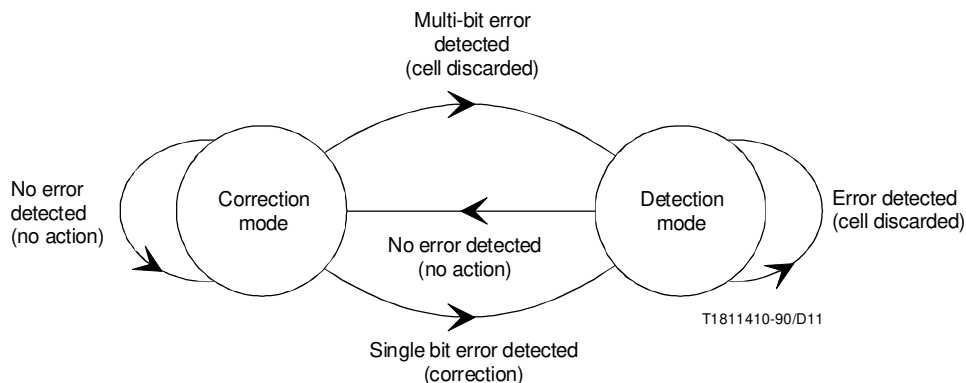 Multi-bit error
detected
(cell discarded)
No error
detected
(no action)
Correction
mode
Detection
mode
Error detected
(cell discarded)
No error detected
(no action)
T1811410-90/D11
Single bit error detected
(correction)